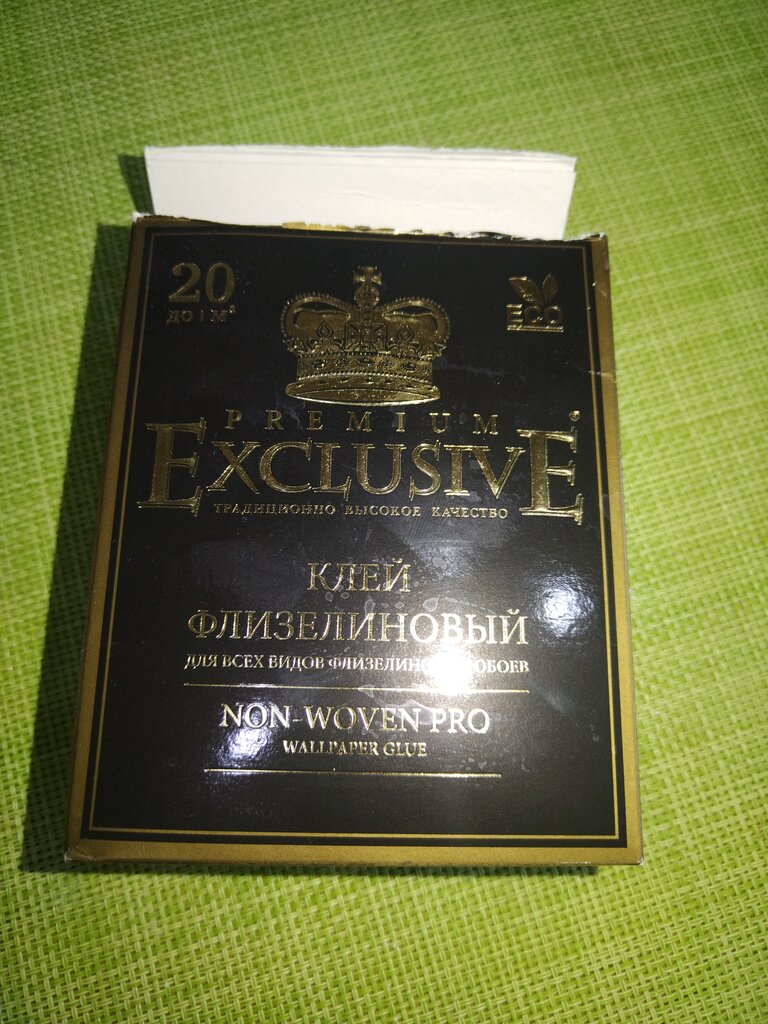 20
ДО 1 М²
ECO
PREMIUM
EXCLUSIVE
ТРАДИЦИОННО ВЫСОКОЕ КАЧЕСТВО
КЛЕЙ
ФЛИЗЕЛИНОВЫЙ
ДЛЯ ВСЕХ ВИДОВ ОБОЕВ
NON-WOVEN PRO
WALLPAPER GLUE